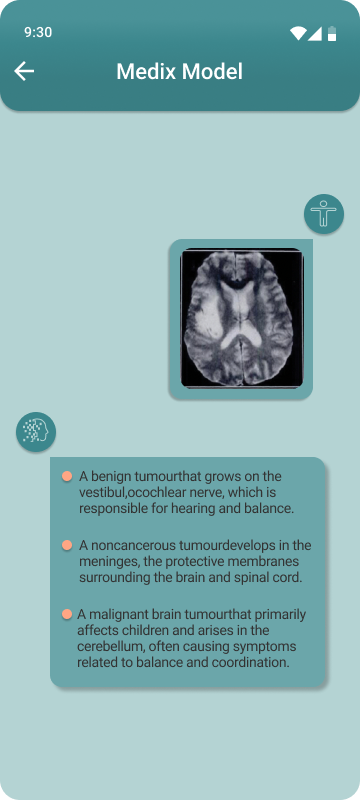 9:30
Medix Model
A benign tumourthat grows on the
vestibul,ocochlear nerve, which is
responsible for hearing and balance.
A noncancerous tumourdevelops in the
meninges, the protective membranes
surrounding the brain and spinal cord.
A malignant brain tumourthat primarily
affects children and arises in the
cerebellum, often causing symptoms
related to balance and coordination.